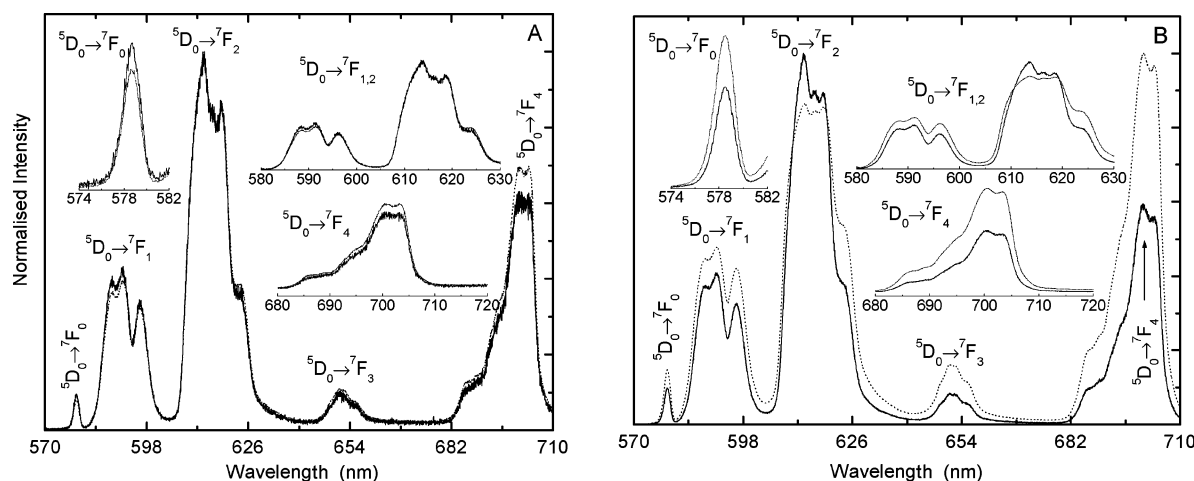 A
⁵D₀→⁷F₀
⁵D₀→⁷F₂
⁵D₀→⁷F₁,₂
⁵D₀→⁷F₄
574 578 582
580 590 600 610 620 630
⁵D₀→⁷F₄
680 690 700 710 720
⁵D₀→⁷F₁
⁵D₀→⁷F₀
⁵D₀→⁷F₃
Normalised Intensity
570 598 626 654 682 710
Wavelength (nm)
B
⁵D₀→⁷F₀
⁵D₀→⁷F₂
⁵D₀→⁷F₁,₂
574 578 582
580 590 600 610 620 630
⁵D₀→⁷F₄
680 690 700 710 720
⁵D₀→⁷F₁
⁵D₀→⁷F₀
⁵D₀→⁷F₃
⁵D₀→⁷F₄
570 598 626 654 682 710
Wavelength (nm)